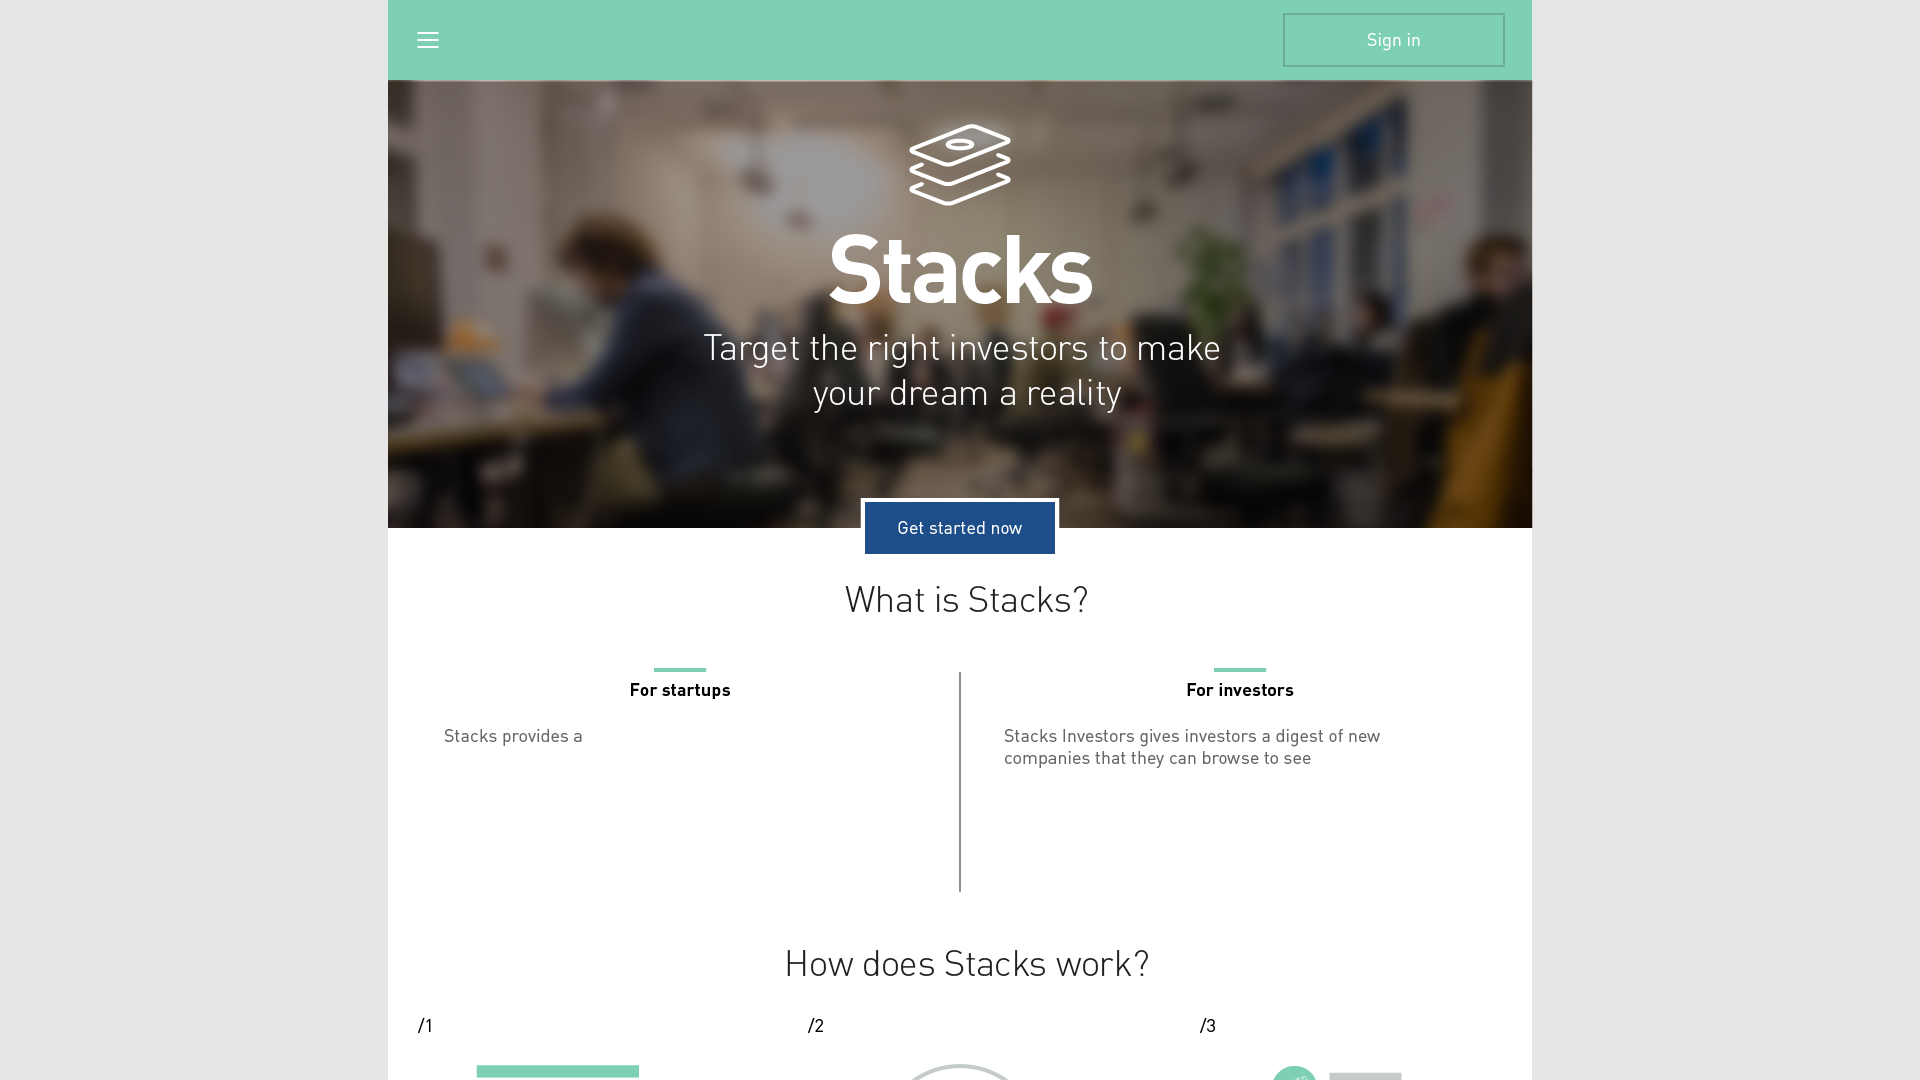 Sign in
Stacks
Target the right investors to make
your dream a reality
Get started now
What is Stacks?
For startups
Stacks provides a
For investors
Stacks Investors gives investors a digest of new
companies that they can browse to see
How does Stacks work?
/1
/2
/3